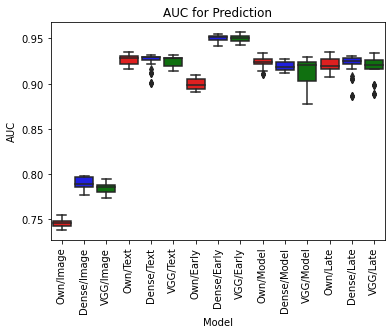 AUC for Prediction
AUC
0.95
0.90
0.85
0.80
0.75
Own/Image
Dense/Image
VGG/Image
Own/Text
Dense/Text
VGG/Text
Own/Early
Dense/Early
VGG/Early
Own/Model
Dense/Model
VGG/Model
Own/Late
Dense/Late
VGG/Late
Model